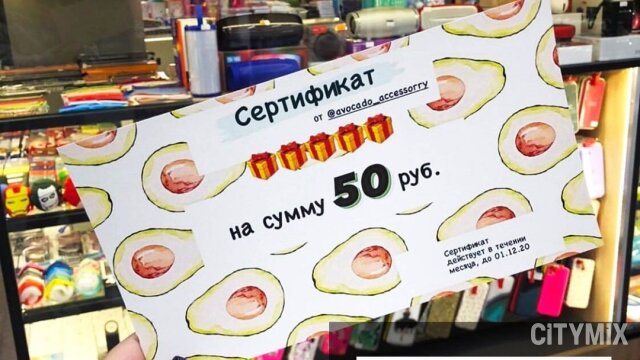 Сертификат
от @avocado_accessorry
на сумму 50 руб.
Сертификат
действует в течении
месяца, до 01.12.20
CITYMIX